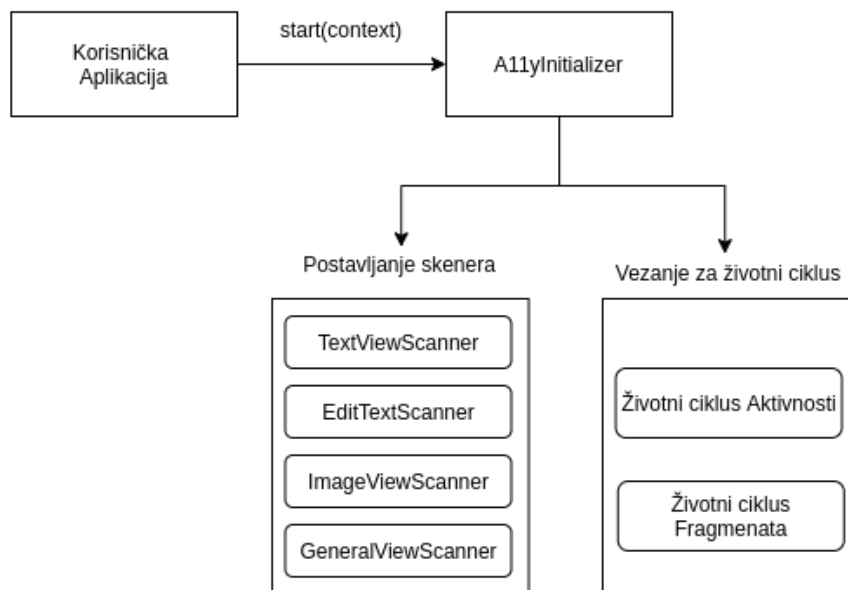 Korisnička
Aplikacija
start(context)
A11yInitializer
Postavljanje skenera
Vezanje za životni ciklus
TextViewScanner
EditTextScanner
ImageViewScanner
GeneralViewScanner
Životni ciklus Aktivnosti
Životni ciklus
Fragmenata